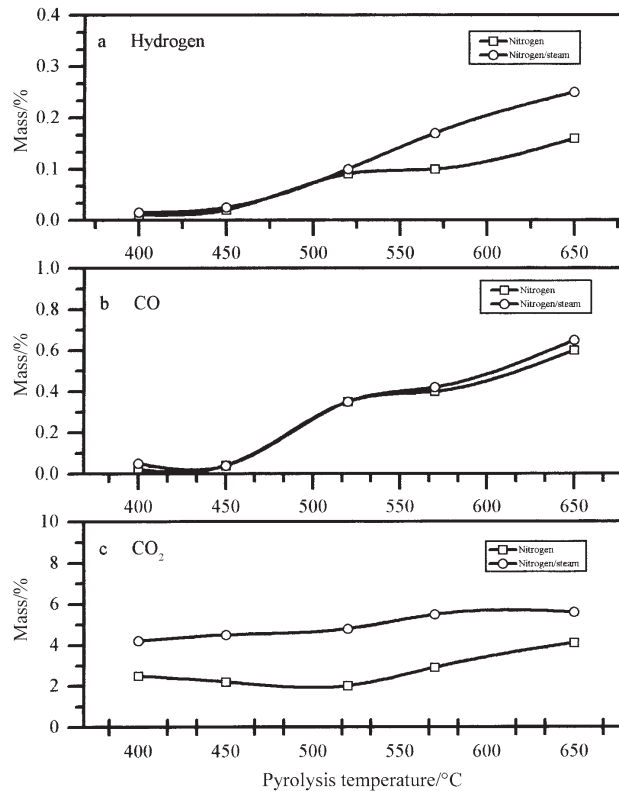 0.4
a Hydrogen
Nitrogen
Nitrogen/steam
0.3
Mass/%
0.2
0.1
0.0
400 450 500 550 600 650
1.0
b CO
Nitrogen
Nitrogen/steam
0.8
Mass/%
0.6
0.4
0.2
0.0
400 450 500 550 600 650
10
c CO₂
Nitrogen
Nitrogen/steam
8
Mass/%
6
4
2
0
400 450 500 550 600 650
Pyrolysis temperature/°C